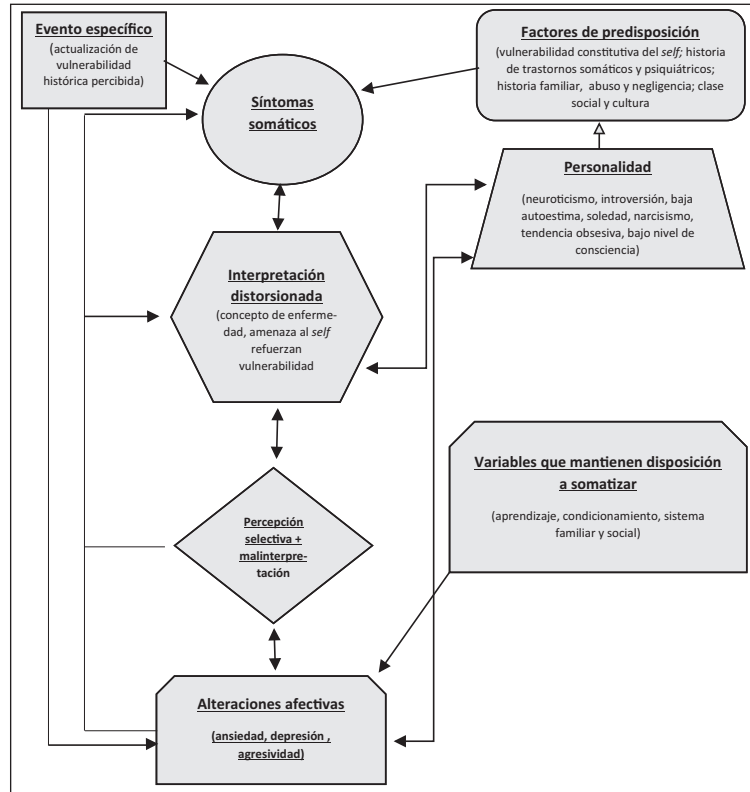 Evento específico
(actualización de
vulnerabilidad
histórica percibida)
Síntomas
somáticos
Factores de predisposición
(vulnerabilidad constitutiva del self; historia
de trastornos somáticos y psiquiátricos;
historia familiar, abuso y negligencia; clase
social y cultura
Personalidad
(neuroticismo, introversión, baja
autoestima, soledad, narcisismo,
tendencia obsesiva, bajo nivel de
consciencia)
Interpretación
distorsionada
(concepto de enferme-
dad, amenaza al self
refuerzan
vulnerabilidad
Variables que mantienen disposición
a somatizar
(aprendizaje, condicionamiento, sistema
familiar y social)
Percepción
selectiva +
malinterpre-
tación
Alteraciones afectivas
(ansiedad, depresión ,
agresividad)